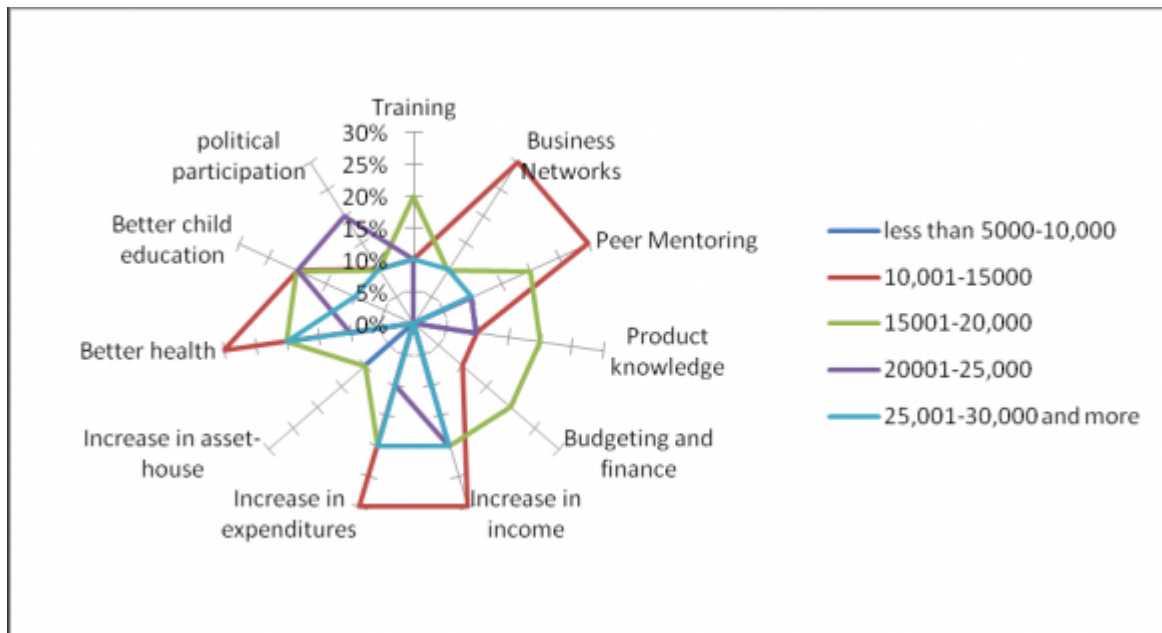 Training
30%
25%
20%
15%
10%
5%
0%
Business
Networks
Peer Mentoring
Product
knowledge
Budgeting and
finance
Increase in
income
Increase in
expenditures
Increase in asset-
house
Better health
Better child
education
political
participation
less than 5000-10,000
10,001-15000
15001-20,000
20001-25,000
25,001-30,000 and more